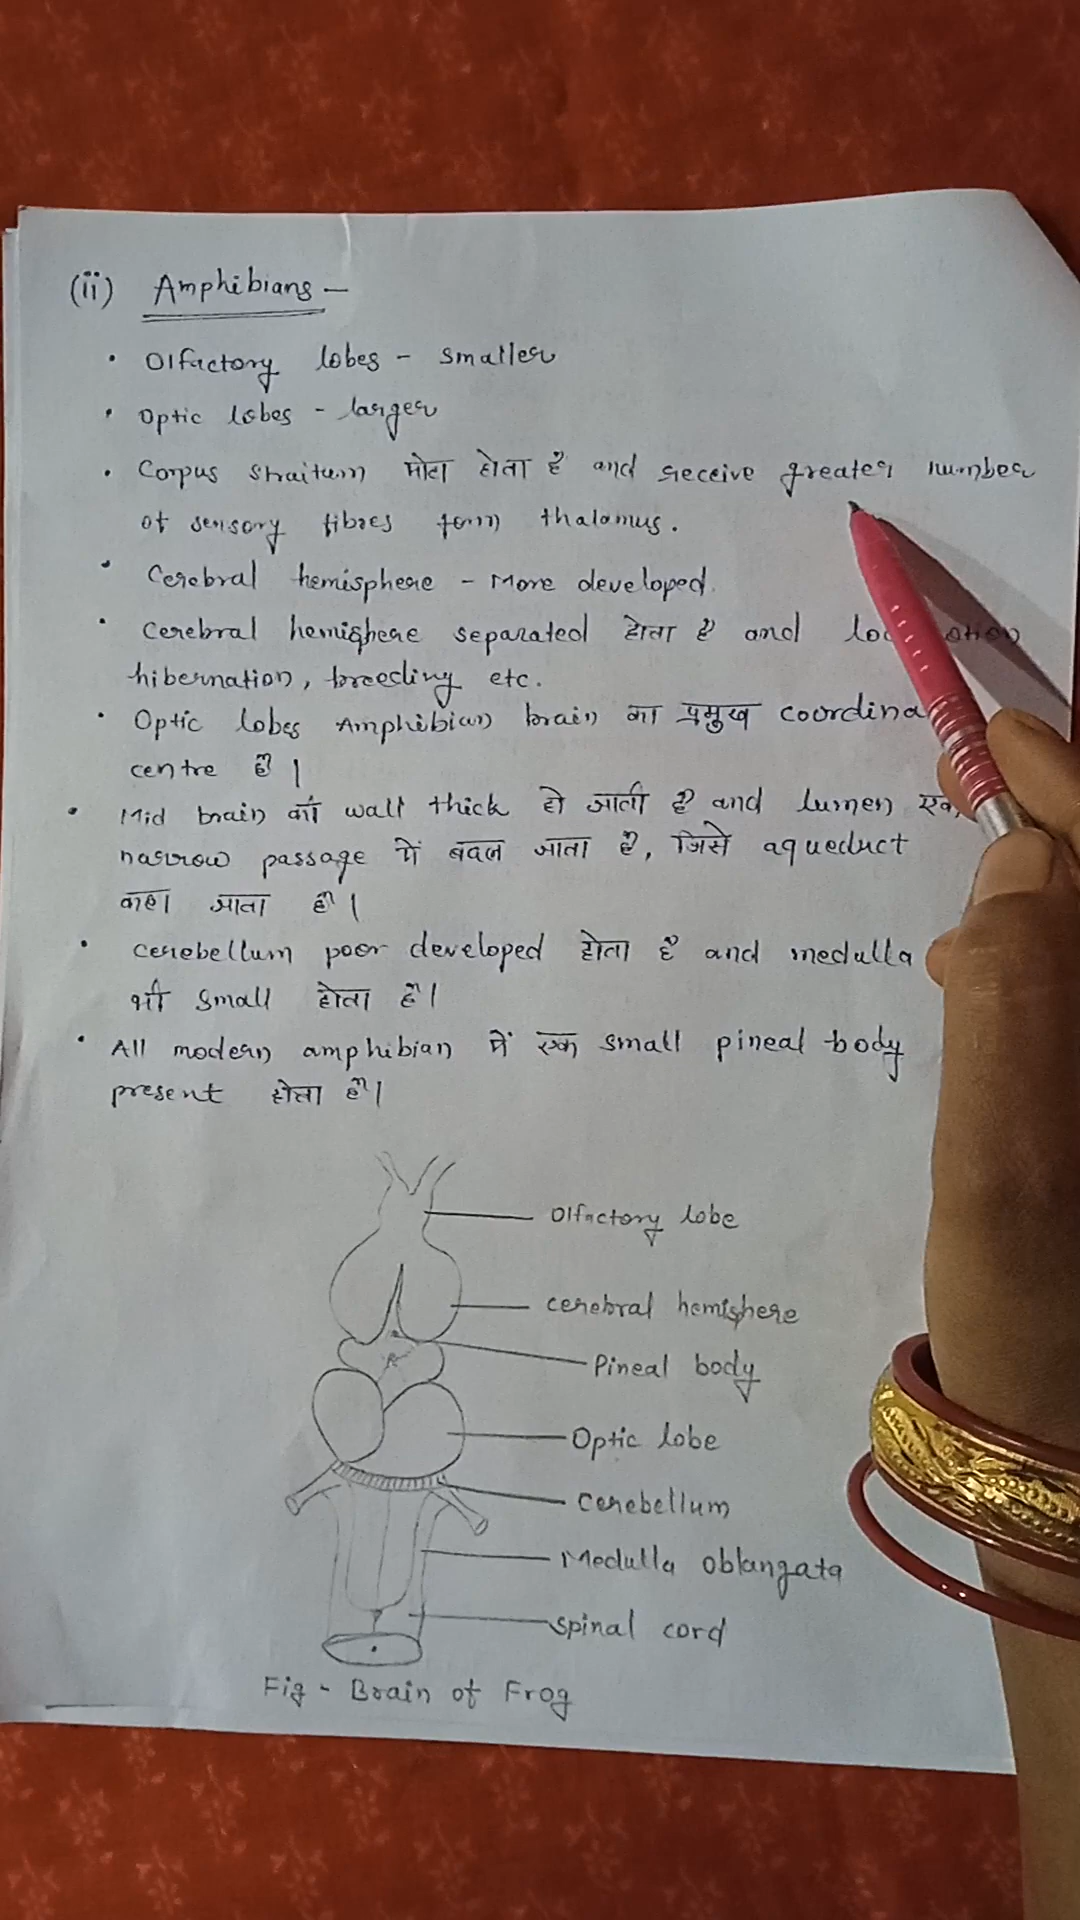 (ii) Amphibians -
• Olfactory lobes - smaller
• Optic lobes - larger
• Corpus straitum मोटा होता है and receive greater number
of sensory fibres form thalamus.
• Cerebral hemisphere - More developed.
• Cerebral hemisphere separated होता है and
hibernation, breeding etc.
• Optic lobes Amphibian brain का प्रमुख coordina
centre है |
• Mid brain की wall thick हो जाती है and lumen एक
narrow passage में बदल जाता है, जिसे aqueduct
कहा जाता है |
• Cerebellum poor developed होता है and medulla
भी small होता है |
• All modern amphibian में एक small pineal body
present होता है |
Olfactory lobe
cerebral hemishere
Pineal body
Optic lobe
Cerebellum
Medulla oblangata
spinal cord
Fig - Brain of Frog